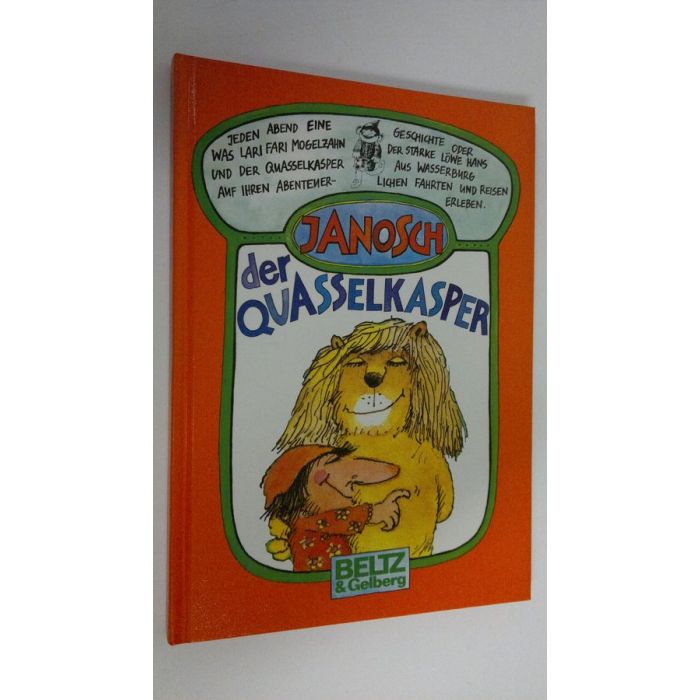 JEDEN ABEND EINE GESCHICHTE ODER
WAS LARI FARI MOGELZAHN DER STARKE LÖWE HANS
UND DER QUASSELKASPER AUS WASSERBURG
AUF IHREN ABENTEUER- LICHEN FAHRTEN UND REISEN
ERLEBEN.
JANOSCH
der
QUASSELKASPER
BELTZ
& Gelberg